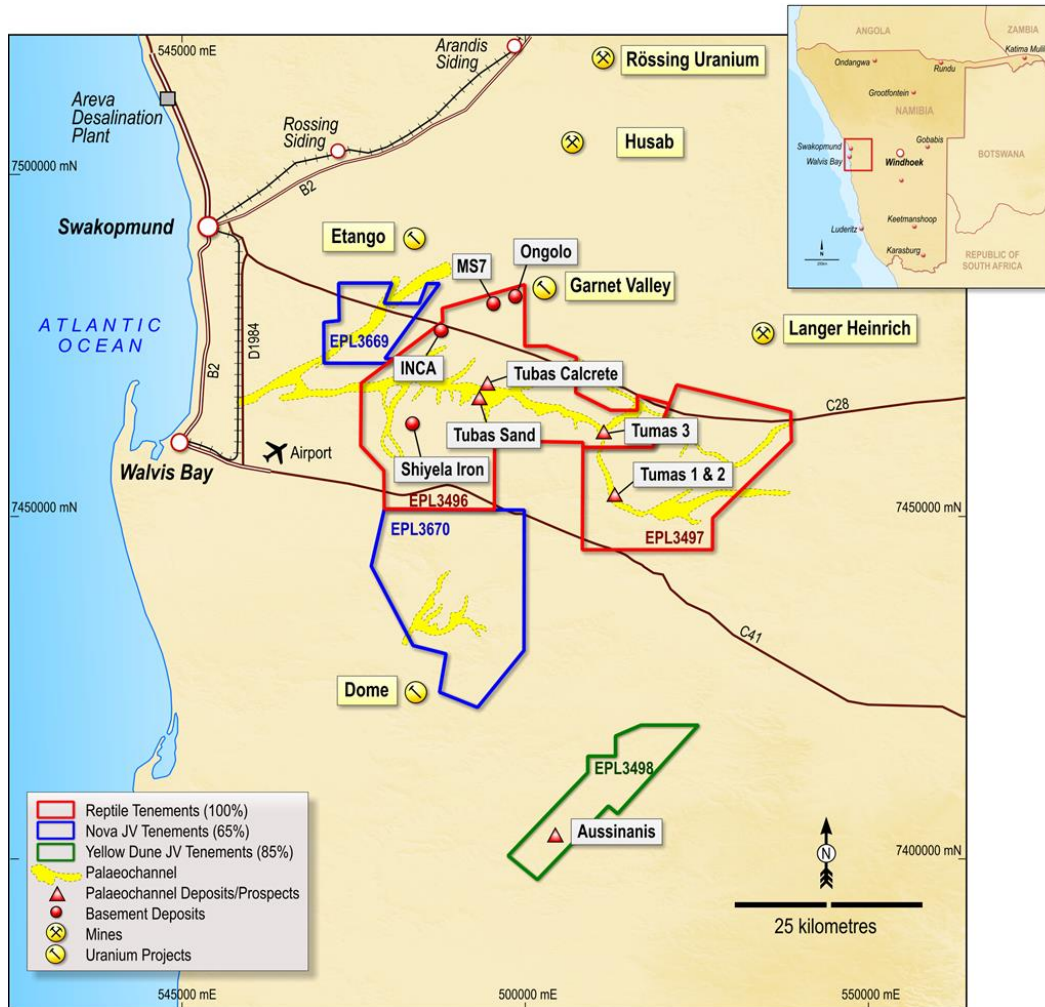 545000 mE
500000 mE
Arandis
Siding
Rössing Uranium
Areva
Desalination
Plant
Rossing
Siding
B2
Husab
7500000 mN
Swakopmund
Etango
Ongolo
MS7
Garnet Valley
ATLANTIC
OCEAN
D1984
B2
EPL3669
Langer Heinrich
INCA
Tubas Calcrete
C28
Tubas Sand
Tumas 3
Airport
Walvis Bay
Shiyela Iron
Tumas 1 & 2
EPL3496
7450000 mN
7450000 mN
EPL3670
EPL3497
C41
Dome
EPL3498
Aussinanis
7400000 mN
N
25 kilometres
Reptile Tenements (100%)
Nova JV Tenements (65%)
Yellow Dune JV Tenements (85%)
Palaeochannel
Palaeochannel Deposits/Prospects
Basement Deposits
Mines
Uranium Projects
545000 mE
500000 mE
550000 mE
ANGOLA
ZAMBIA
Katima Mulil
Ondangwa
Rundu
Grootfontein
NAMIBIA
Gobabis
Swakopmund
Walvis Bay
Windhoek
BOTSWANA
Keetmanshoop
Luderitz
Karasburg
N
REPUBLIC OF
SOUTH AFRICA